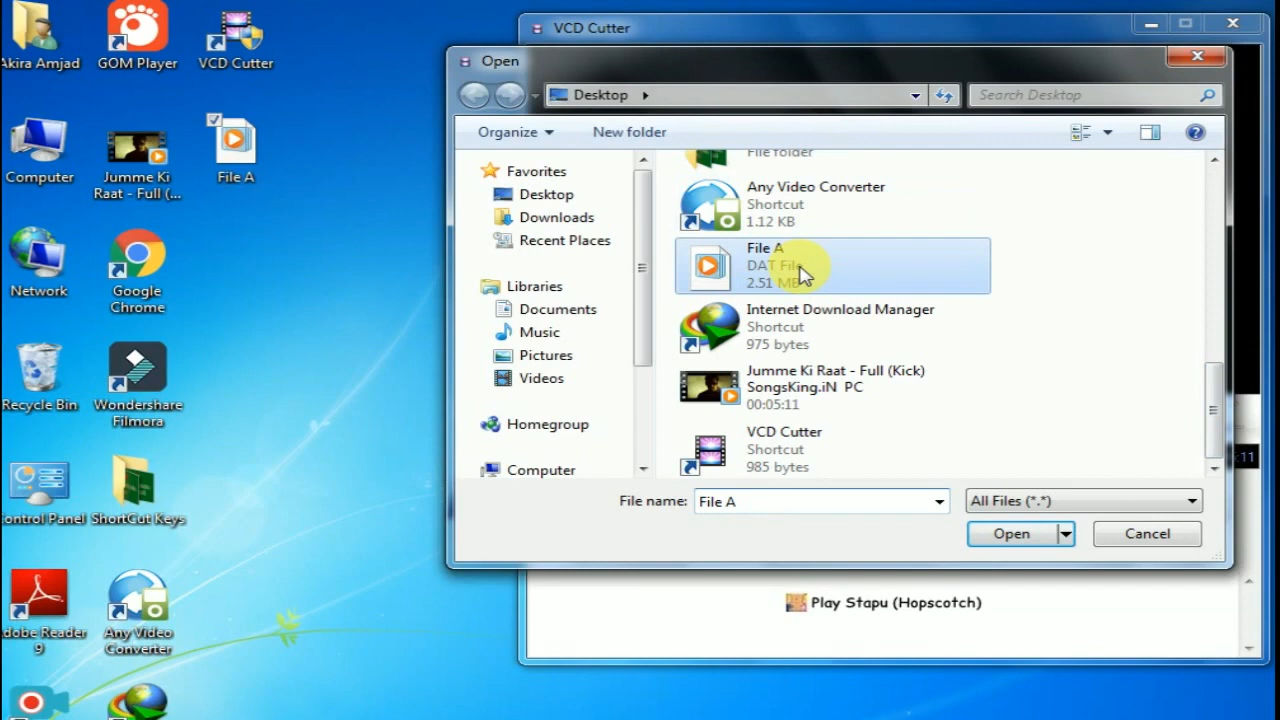 VCD Cutter
Open
Desktop
Search Desktop
Organize
New folder
Favorites
Desktop
Downloads
Recent Places
Libraries
Documents
Music
Pictures
Videos
Homegroup
Computer
File folder
Any Video Converter
Shortcut
1.12 KB
File A
DAT File
2.51 MB
Internet Download Manager
Shortcut
975 bytes
Jumme Ki Raat - Full (Kick)
SongsKing.iN PC
00:05:11
VCD Cutter
Shortcut
985 bytes
File name:
File A
All Files (*.*)
Open
Cancel
:11
Play Stapu (Hopscotch)
Akira Amjad
GOM Player
VCD Cutter
Computer
Jumme Ki
Raat - Full (...
File A
Network
Google
Chrome
Recycle Bin
Wondershare
Filmora
Control Panel
ShortCut Keys
Adobe Reader
9
Any Video
Converter